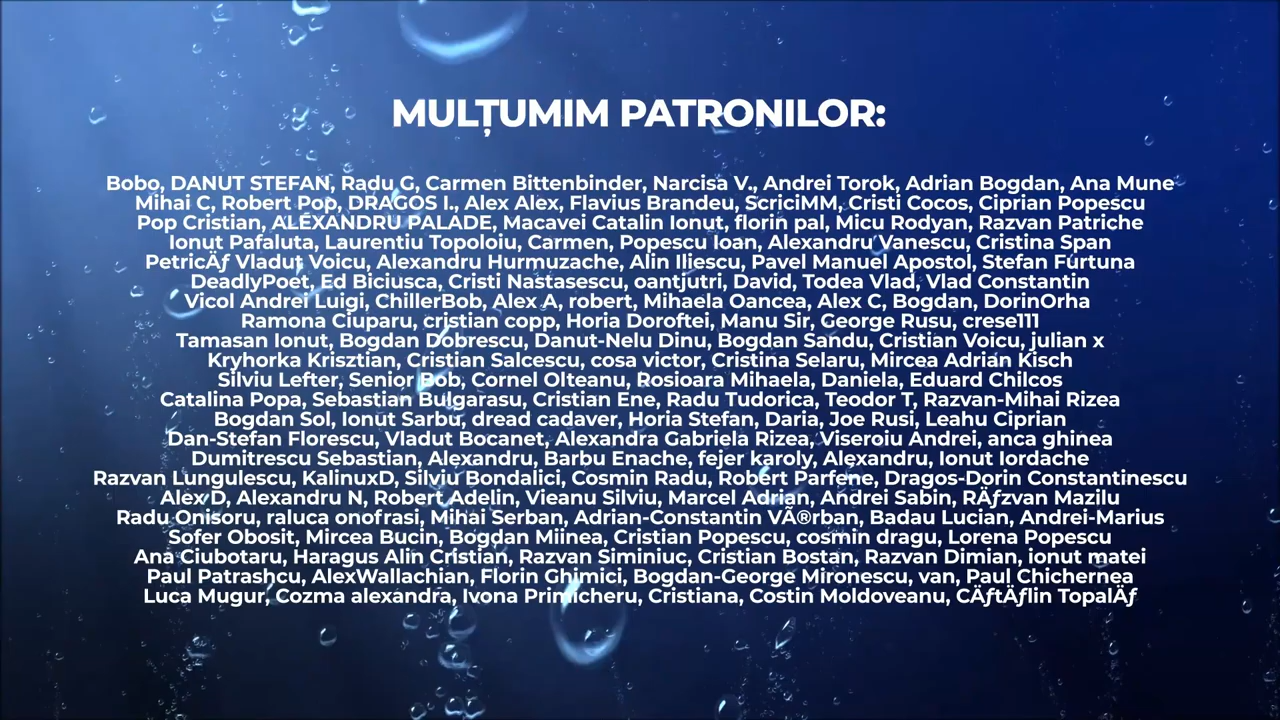 MULȚUMIM PATRONILOR:
Bobo, DANUT STEFAN, Radu G, Carmen Bittenbinder, Narcisa V., Andrei Torok, Adrian Bogdan, Ana Mune
Mihai C, Robert Pop, DRAGOS I., Alex Alex, Flavius Brandeu, ScriciMM, Cristi Cocos, Ciprian Popescu
Pop Cristian, ALEXANDRU PALADE, Macavei Catalin Ionut, florin pal, Micu Rodyan, Razvan Patriche
Ionut Pafaluta, Laurentiu Topoloiu, Carmen, Popescu Ioan, Alexandru Vanescu, Cristina Span
PetricÄƒ Vladut Voicu, Alexandru Hurmuzache, Alin Iliescu, Pavel Manuel Apostol, Stefan Furtuna
DeadlyPoet, Ed Biciusca, Cristi Nastasescu, oantjutri, David, Todea Vlad, Vlad Constantin
Vicol Andrei Luigi, ChillerBob, Alex A, robert, Mihaela Oancea, Alex C, Bogdan, DorinOrha
Ramona Ciuparu, cristian copp, Horia Doroftei, Manu Sir, George Rusu, crese111
Tamasan Ionut, Bogdan Dobrescu, Danut-Nelu Dinu, Bogdan Sandu, Cristian Voicu, julian x
Kryhorka Krisztian, Cristian Salcescu, cosa victor, Cristina Selaru, Mircea Adrian Kisch
Silviu Lefter, Senior Bob, Cornel Olteanu, Rosioara Mihaela, Daniela, Eduard Chilcos
Catalina Popa, Sebastian Bulgarasu, Cristian Ene, Radu Tudorica, Teodor T, Razvan-Mihai Rizea
Bogdan Sol, Ionut Sarbu, dread cadaver, Horia Stefan, Daria, Joe Rusi, Leahu Ciprian
Dan-Stefan Florescu, Vladut Bocanet, Alexandra Gabriela Rizea, Viseroiu Andrei, anca ghinea
Dumitrescu Sebastian, Alexandru, Barbu Enache, fejer karoly, Alexandru, Ionut Iordache
Razvan Lungulescu, KalinuxD, Silviu Bondalici, Cosmin Radu, Robert Parfene, Dragos-Dorin Constantinescu
Alex D, Alexandru N, Robert Adelin, Vieanu Silviu, Marcel Adrian, Andrei Sabin, RÄƒzvan Mazilu
Radu Onisoru, raluca onofrasi, Mihai Serban, Adrian-Constantin VÃ®rban, Badau Lucian, Andrei-Marius
Sofer Obosit, Mircea Bucin, Bogdan Miinea, Cristian Popescu, cosmin dragu, Lorena Popescu
Ana Ciubotaru, Haragus Alin Cristian, Razvan Siminiuc, Cristian Bostan, Razvan Dimian, ionut matei
Paul Patrashcu, AlexWallachian, Florin Ghimici, Bogdan-George Mironescu, van, Paul Chichernea
Luca Mugur, Cozma alexandra, Ivona Primicheru, Cristiana, Costin Moldoveanu, CÄƒtÄƒlin TopalÄƒ